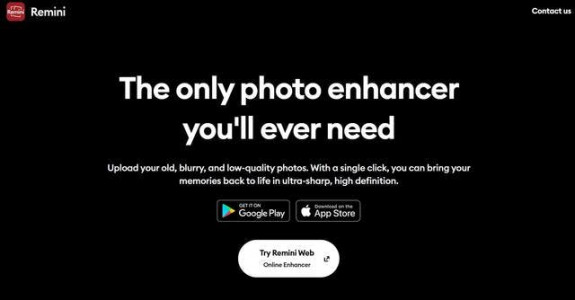 Remini
Remini
Contact us
The only photo enhancer
you'll ever need
Upload your old, blurry, and low-quality photos. With a single click, you can bring your
memories back to life in ultra-sharp, high definition.
GET IT ON
Google Play
Download on the
App Store
Try Remini Web
Online Enhancer